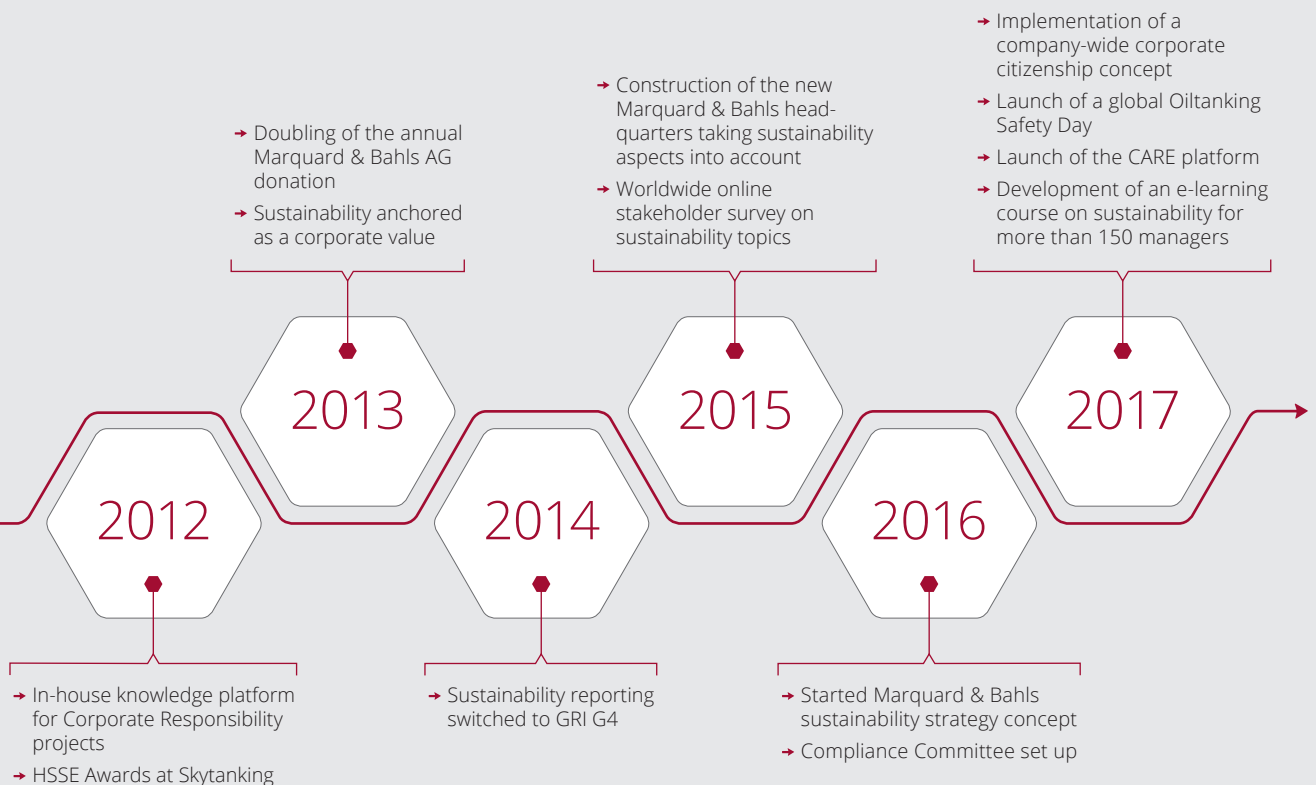 → Doubling of the annual
Marquard & Bahls AG
donation
→ Sustainability anchored
as a corporate value
→ Construction of the new
Marquard & Bahls head-
quarters taking sustainability
aspects into account
→ Worldwide online
stakeholder survey on
sustainability topics
→ Implementation of a
company-wide corporate
citizenship concept
→ Launch of a global Oiltanking
Safety Day
→ Launch of the CARE platform
→ Development of an e-learning
course on sustainability for
more than 150 managers
2013
2015
2017
2012
2014
2016
→ In-house knowledge platform
for Corporate Responsibility
projects
→ HSSE Awards at Skytanking
→ Sustainability reporting
switched to GRI G4
→ Started Marquard & Bahls
sustainability strategy concept
→ Compliance Committee set up